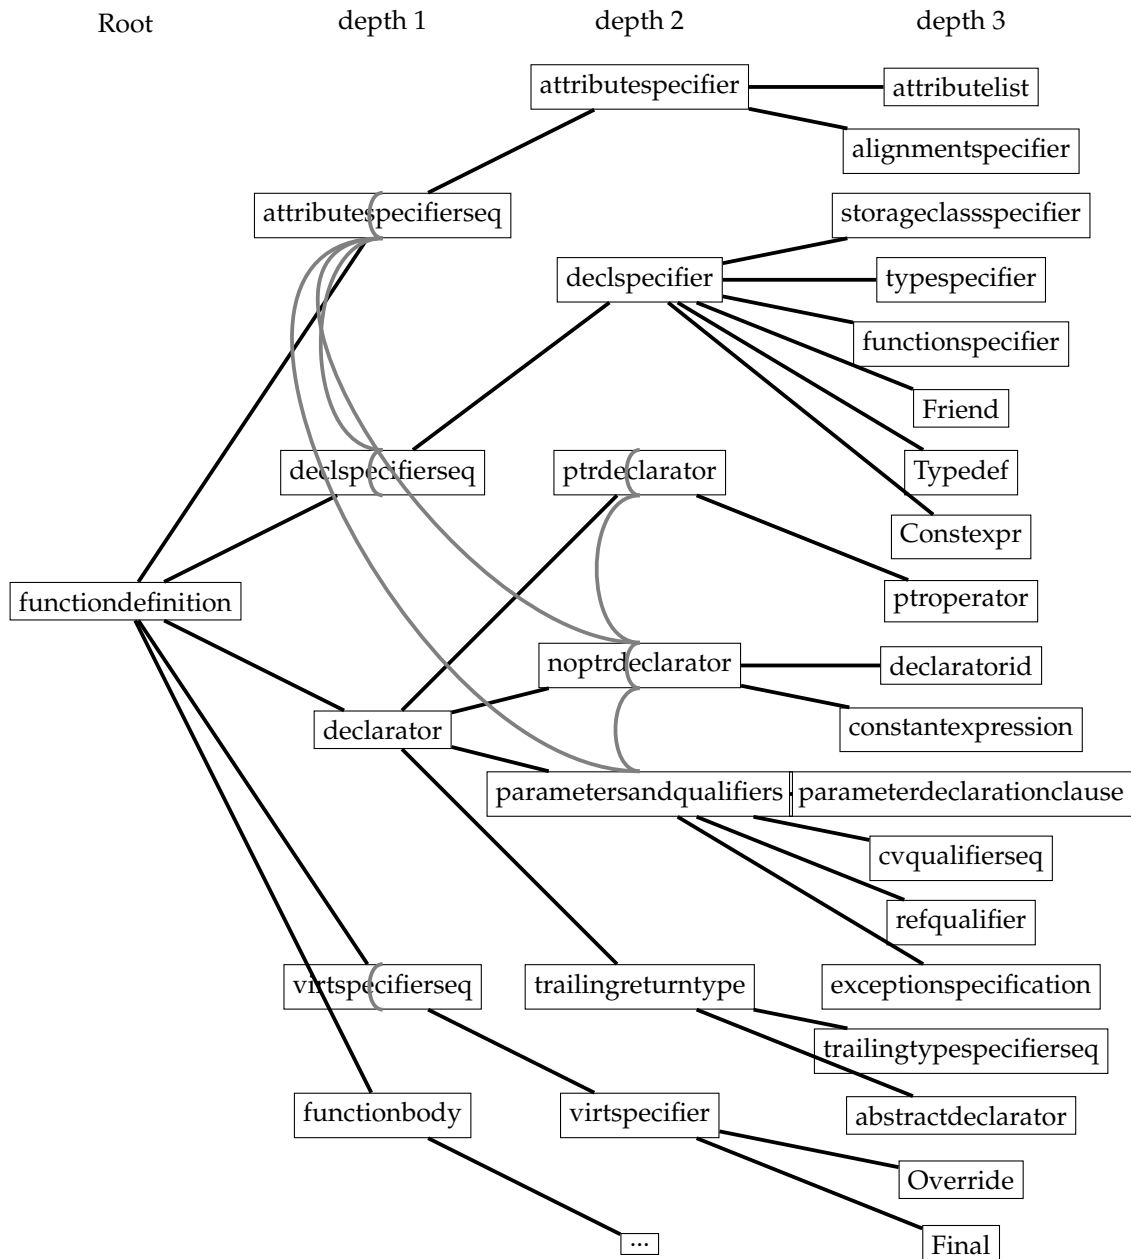 Root depth 1 depth 2 depth 3
attributespecifier attributelist
alignmentspecifier
attributespecifierseq storageclassspecifier
declspecifier typespecifier
functionspecifier
Friend
declspecifierseq ptrdeclarator Typedef
Constexpr
functiondefinition ptroperator
noptrdeclarator declaratorid
declarator constantexpression
parametersandqualifiers parameterdeclarationclause
cvqualifierseq
refqualifier
virtspecifierseq trailingreturntype exceptionspecification
trailingtypespecifierseq
functionbody virtspecifier abstractdeclarator
Override
... Final